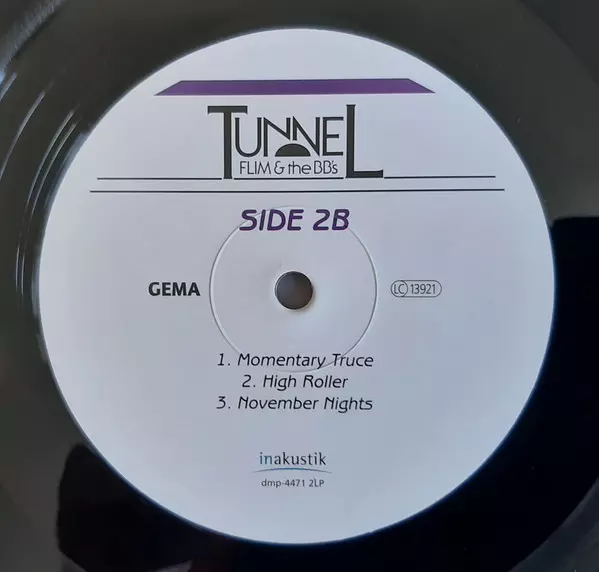 TUNNEL
FLIM & the BB's
SIDE 2B
GEMA
LC 13921
1. Momentary Truce
2. High Roller
3. November Nights
inakustik
dmp-4471 2LP